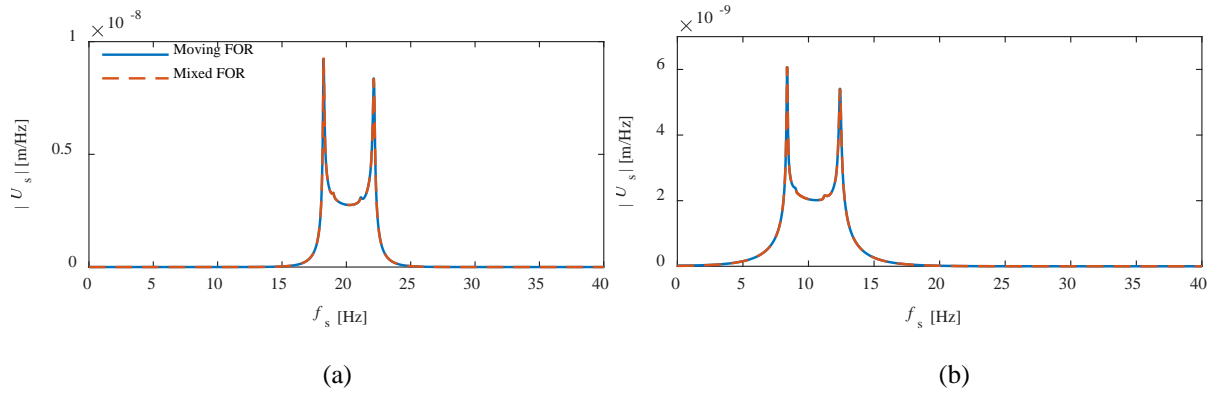 × 10 -8
1
0.5
0
Moving FOR
Mixed FOR
| U s | [m/Hz]
0 5 10 15 20 25 30 35 40
f s [Hz]
(a)
× 10 -9
6
4
2
0
| U s | [m/Hz]
0 5 10 15 20 25 30 35 40
f s [Hz]
(b)